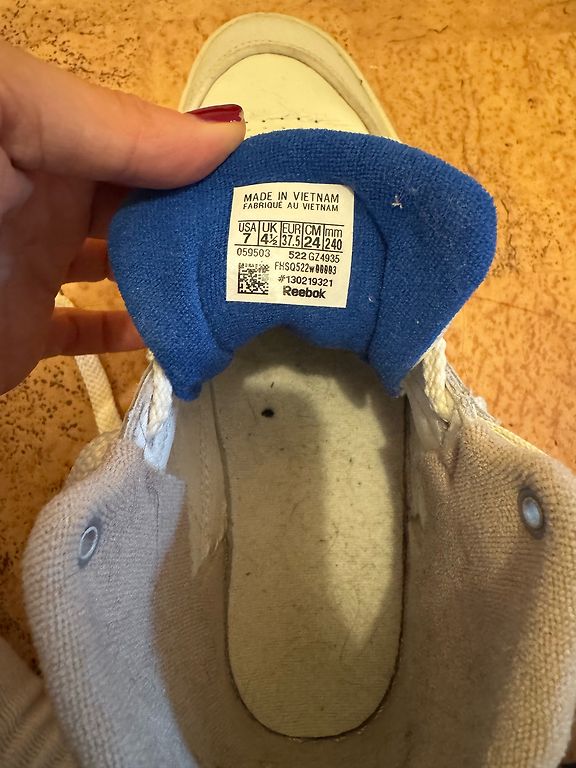 MADE IN VIETNAM
FABRIQUÉ AU VIETNAM
USA UK EUR CM mm
7 4½ 37.5 24 240
059503 522 GZ4935
FHSQ522W00003
#130219321
Reebok